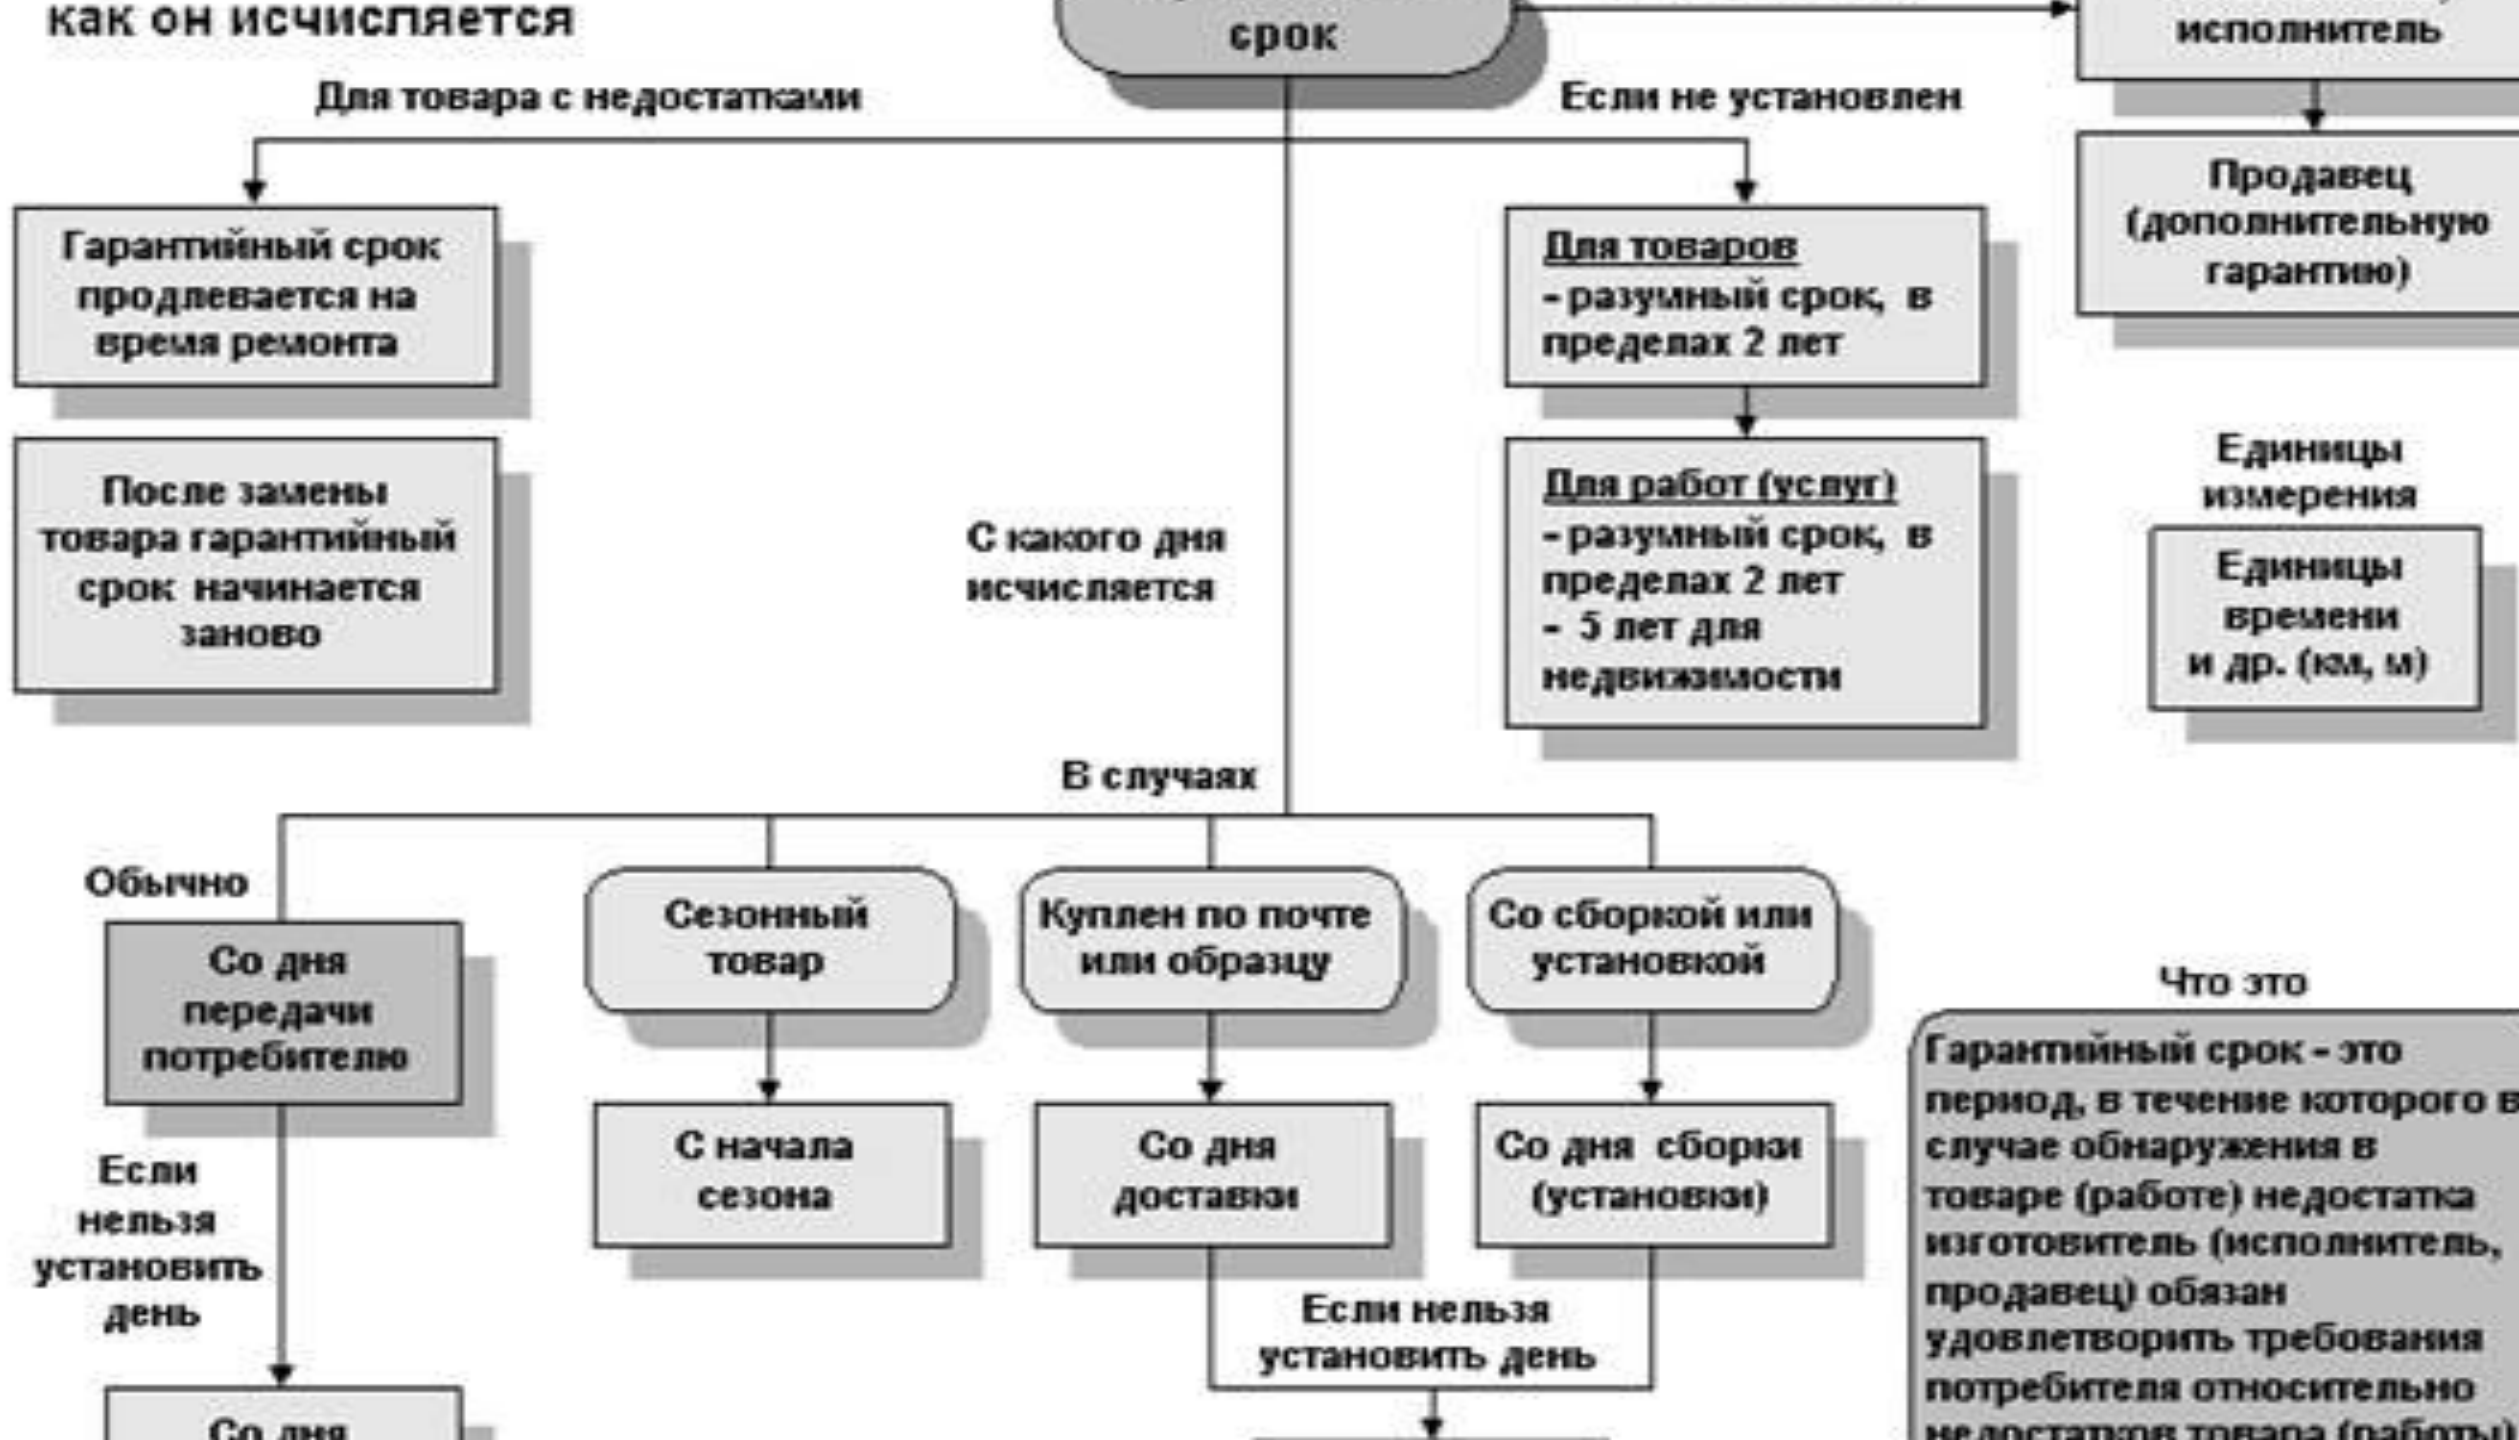 как он исчисляется
срок
исполнитель
Для товара с недостатками
Если не установлен
Продавец
(дополнительную
гарантию)
Гарантийный срок
продлевается на
время ремонта
Для товаров
- разумный срок, в
пределах 2 лет
После замены
товара гарантийный
срок начинается
заново
С какого дня
исчисляется
Для работ (услуг)
- разумный срок, в
пределах 2 лет
- 5 лет для
недвижимости
Единицы
измерения
Единицы
времени
и др. (км, м)
В случаях
Обычно
Со дня
передачи
потребителю
Сезонный
товар
Куплен по почте
или образцу
Со сборкой или
установкой
С начала
сезона
Со дня
доставки
Со дня сборки
(установки)
Если
нельзя
установить
день
Если нельзя
установить день
Со дня
Что это
Гарантийный срок - это
период, в течение которого в
случае обнаружения в
товаре (работе) недостатка
изготовитель (исполнитель,
продавец) обязан
удовлетворить требования
потребителя относительно
недостатков товара (работы)